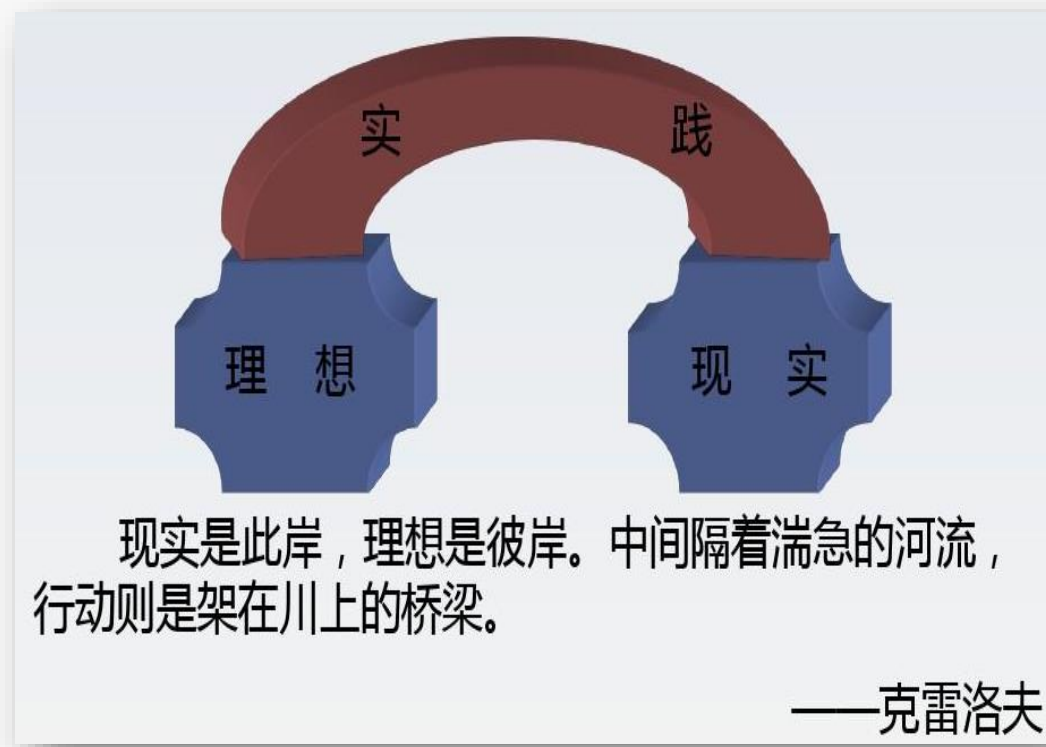 实 践
理 想
现 实
现实是此岸，理想是彼岸。中间隔着湍急的河流，
行动则是架在川上的桥梁。
——克雷洛夫